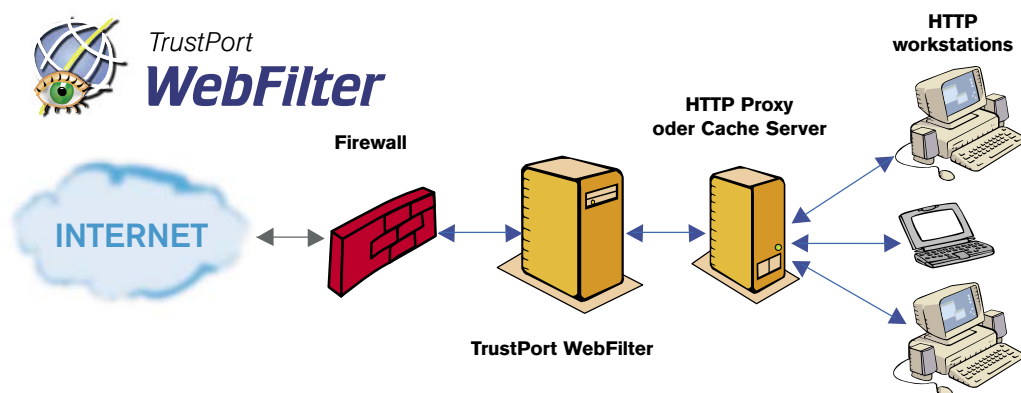 TrustPort
WebFilter
HTTP
workstations
HTTP Proxy
oder Cache Server
Firewall
INTERNET
TrustPort WebFilter